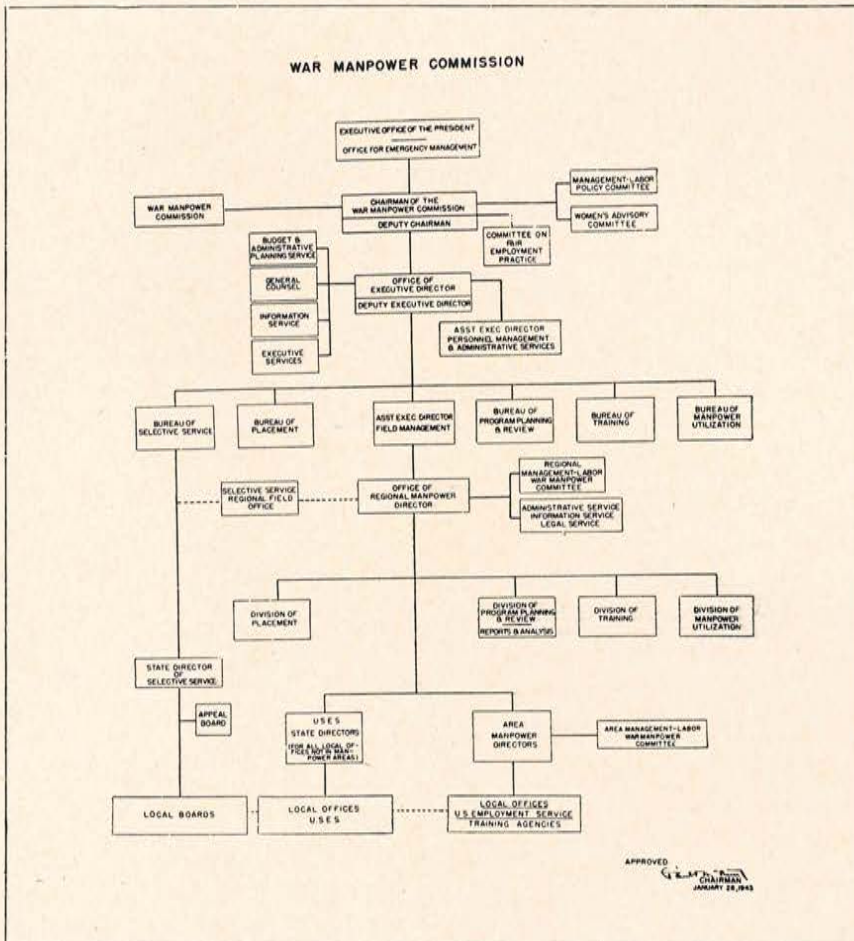 WAR MANPOWER COMMISSION
EXECUTIVE OFFICE OF THE PRESIDENT
OFFICE FOR EMERGENCY MANAGEMENT
WAR MANPOWER
COMMISSION
CHAIRMAN OF THE
WAR MANPOWER COMMISSION
DEPUTY CHAIRMAN
MANAGEMENT-LABOR
POLICY COMMITTEE
WOMEN'S ADVISORY
COMMITTEE
COMMITTEE ON
FAIR
EMPLOYMENT
PRACTICE
BUDGET &
ADMINISTRATIVE
PLANNING SERVICE
GENERAL
COUNSEL
INFORMATION
SERVICE
EXECUTIVE
SERVICES
OFFICE OF
EXECUTIVE DIRECTOR
DEPUTY EXECUTIVE DIRECTOR
ASST EXEC DIRECTOR
PERSONNEL MANAGEMENT
& ADMINISTRATIVE SERVICES
BUREAU OF
SELECTIVE SERVICE
BUREAU OF
PLACEMENT
ASST EXEC DIRECTOR
FIELD MANAGEMENT
BUREAU OF
PROGRAM PLANNING
& REVIEW
BUREAU OF
TRAINING
BUREAU OF
MANPOWER
UTILIZATION
SELECTIVE SERVICE
REGIONAL FIELD
OFFICE
OFFICE OF
REGIONAL MANPOWER
DIRECTOR
REGIONAL
MANAGEMENT-LABOR
WAR MANPOWER
COMMITTEE
ADMINISTRATIVE SERVICE
INFORMATION SERVICE
LEGAL SERVICE
DIVISION OF
PLACEMENT
DIVISION OF
PROGRAM PLANNING
& REVIEW
REPORTS & ANALYSIS
DIVISION OF
TRAINING
DIVISION OF
MANPOWER
UTILIZATION
STATE DIRECTOR
OF
SELECTIVE SERVICE
APPEAL
BOARD
U S E S
STATE DIRECTORS
(FOR ALL LOCAL OF-
FICES NOT IN MAN-
POWER AREAS)
AREA
MANPOWER
DIRECTORS
AREA MANAGEMENT-LABOR
WAR MANPOWER
COMMITTEE
LOCAL BOARDS
LOCAL OFFICES
U.S.E.S
LOCAL OFFICES
U S EMPLOYMENT SERVICE
TRAINING AGENCIES
APPROVED
CHAIRMAN
JANUARY 28, 1943